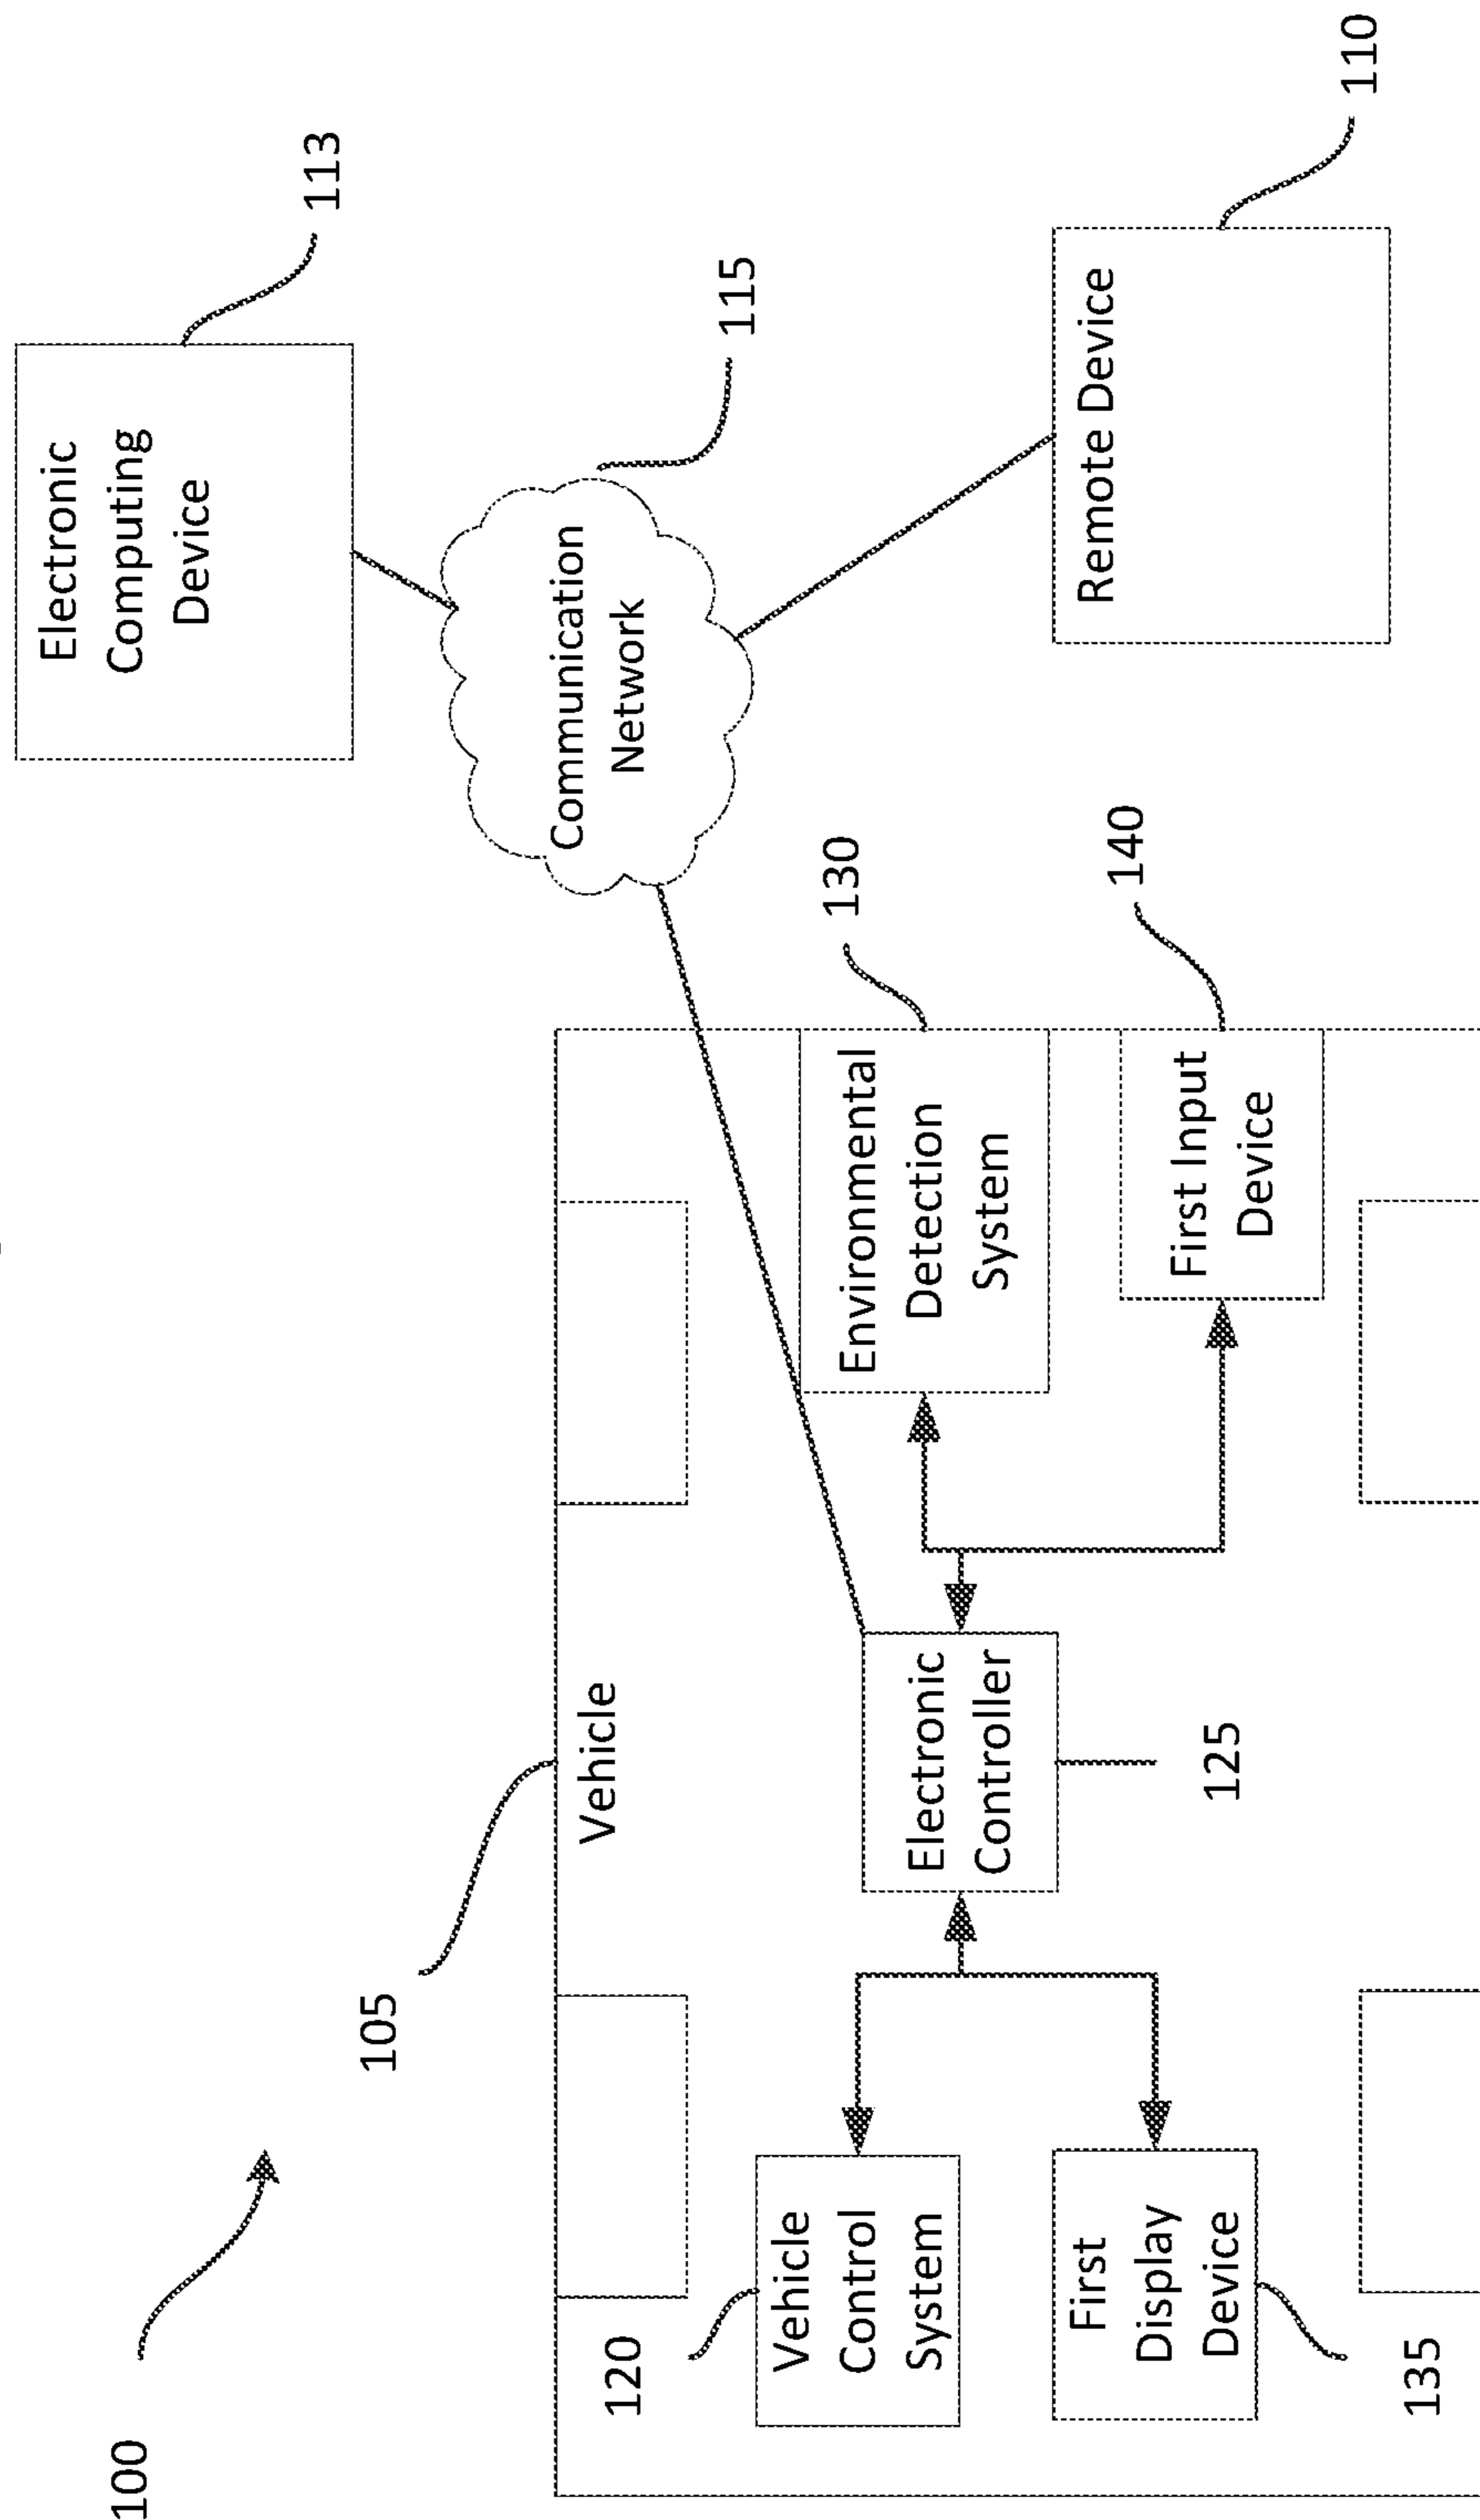 100
105
113
Electronic
Computing
Device
115
Communication
Network
110
Remote Device
Vehicle
120
Vehicle
Control
System
First
Display
Device
135
Electronic
Controller
125
130
Environmental
Detection
System
140
First Input
Device